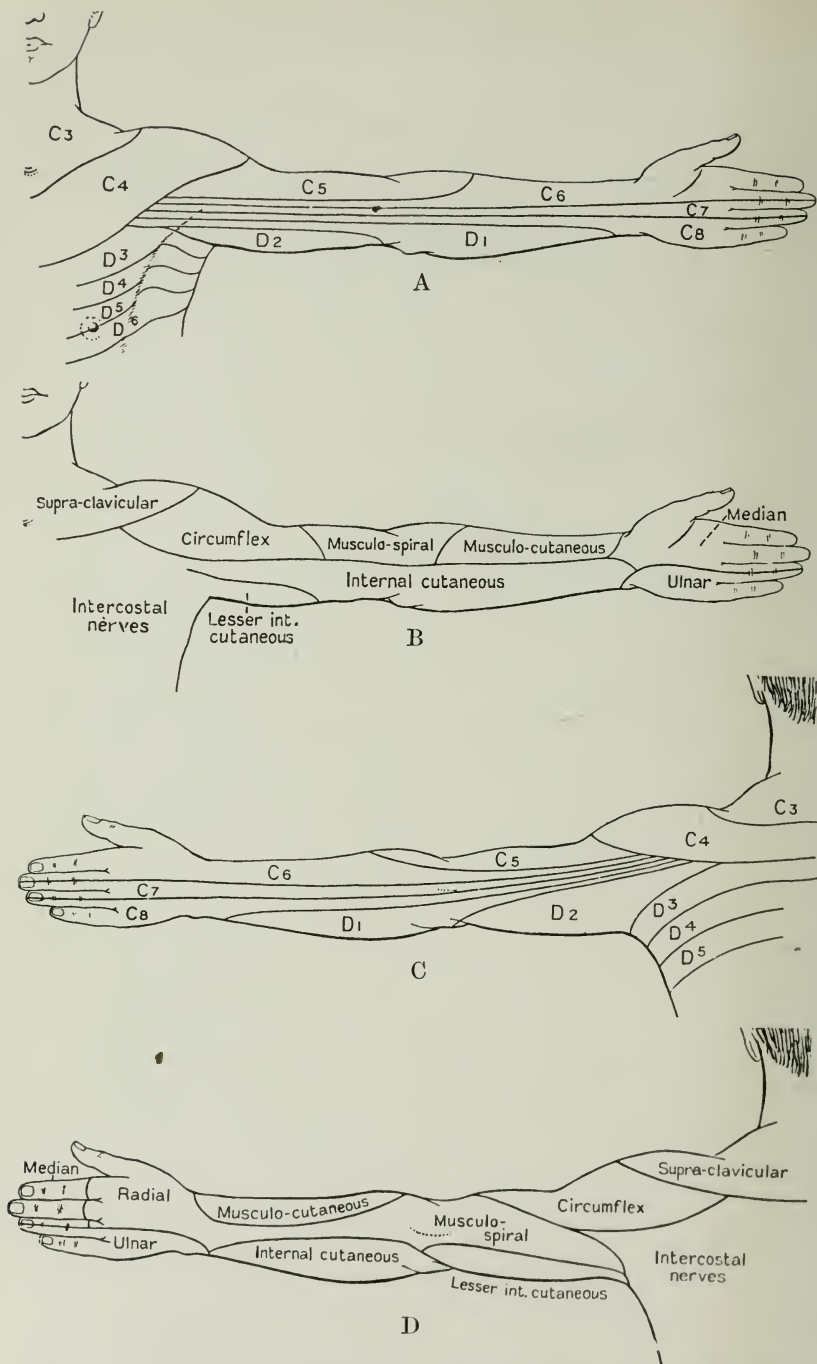 C3
C4
C5
C6
C7
C8
D2
D1
D3
D4
D5
D6
A
Supra-clavicular
Circumflex
Musculo-spiral
Musculo-cutaneous
Median
Internal cutaneous
Ulnar
Intercostal
nerves
Lesser int.
cutaneous
B
C3
C4
C5
C6
C7
C8
D1
D2
D3
D4
D5
C
Median
Radial
Ulnar
Musculo-cutaneous
Internal cutaneous
Musculo-
spiral
Circumflex
Supra-clavicular
Intercostal
nerves
Lesser int. cutaneous
D